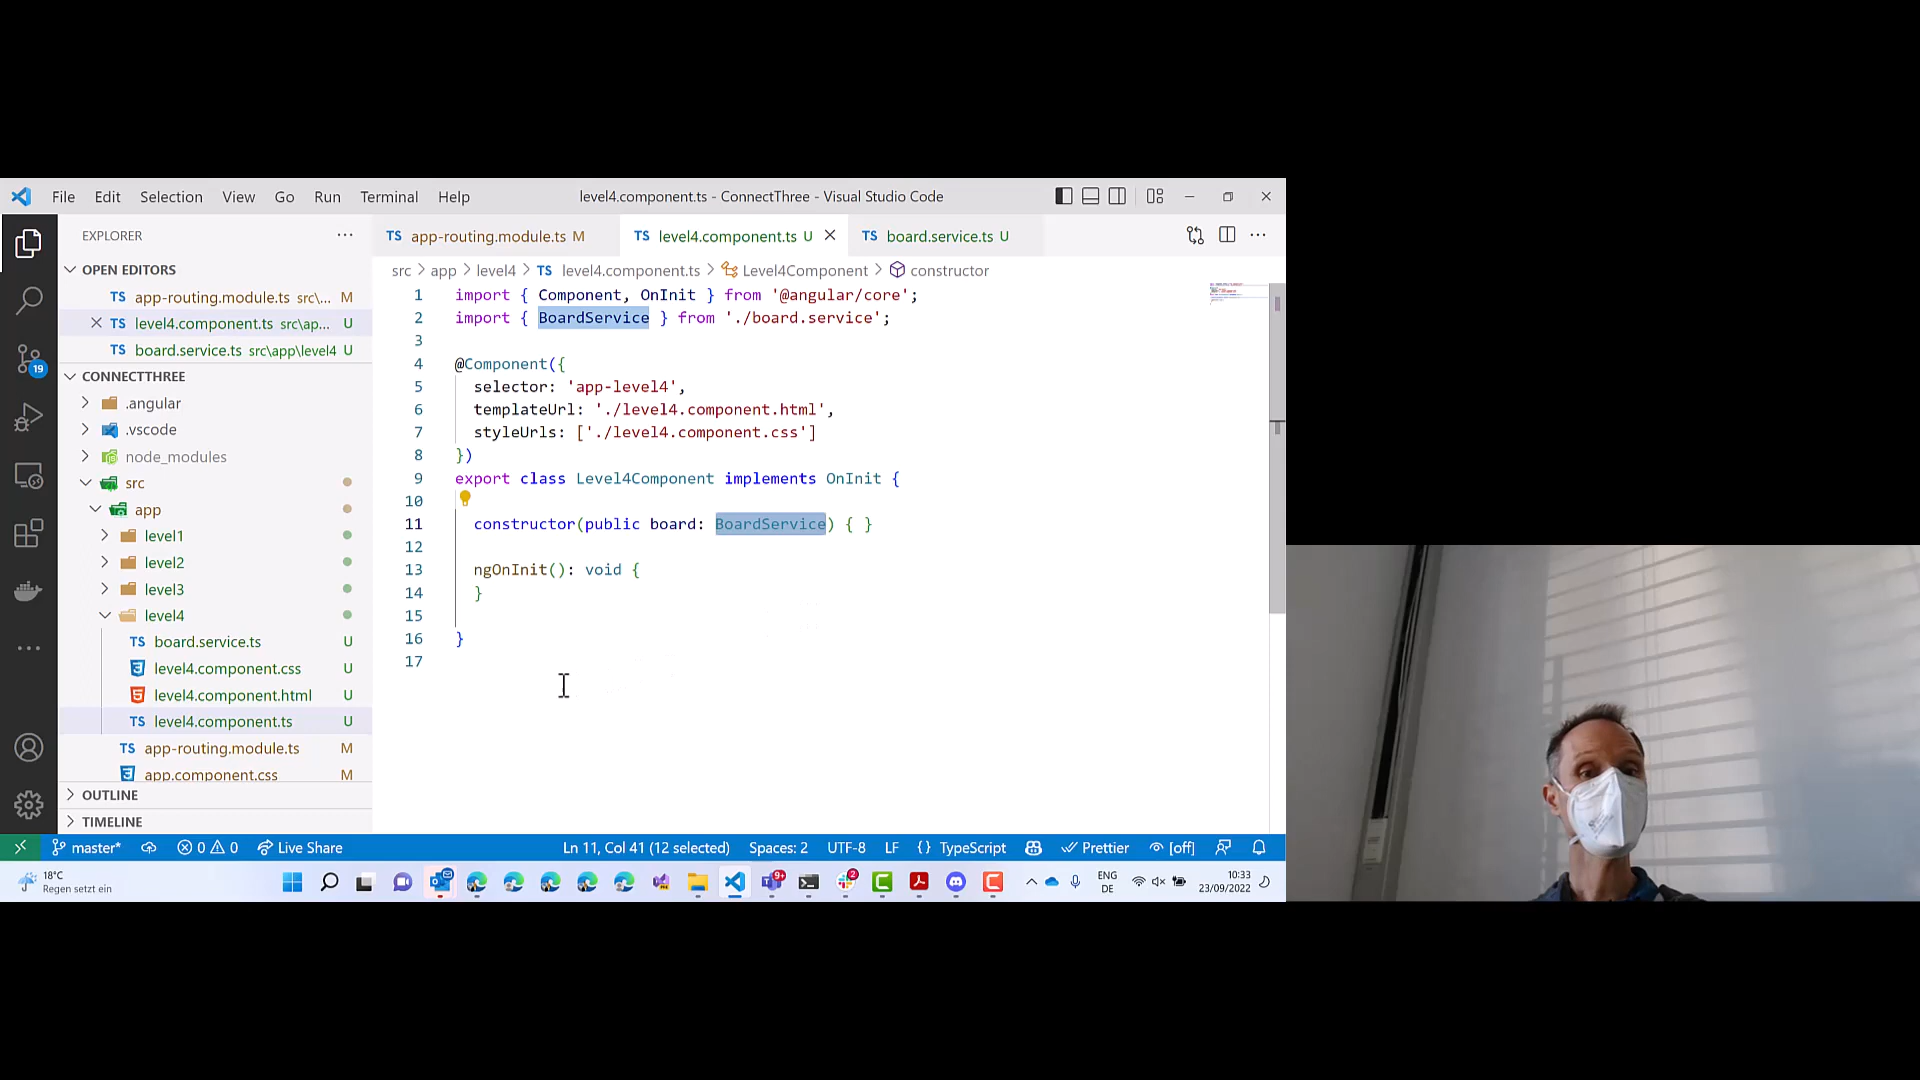 File Edit Selection View Go Run Terminal Help level4.component.ts - ConnectThree - Visual Studio Code
EXPLORER
TS app-routing.module.ts M TS level4.component.ts U TS board.service.ts U
OPEN EDITORS
TS app-routing.module.ts src\... M
TS level4.component.ts src\ap... U
TS board.service.ts src\app\level4 U
CONNECTTHREE
.angular
.vscode
node_modules
src
app
level1
level2
level3
level4
TS board.service.ts U
level4.component.css U
level4.component.html U
TS level4.component.ts U
TS app-routing.module.ts M
app.component.css M
OUTLINE
TIMELINE
19
src > app > level4 > TS level4.component.ts > Level4Component > constructor
1 import { Component, OnInit } from '@angular/core';
2 import { BoardService } from './board.service';
3
4 @Component({
5 selector: 'app-level4',
6 templateUrl: './level4.component.html',
7 styleUrls: ['./level4.component.css']
8 })
9 export class Level4Component implements OnInit {
10
11 constructor(public board: BoardService) { }
12
13 ngOnInit(): void {
14 }
15
16 }
17
master* 0 0 Live Share Ln 11, Col 41 (12 selected) Spaces: 2 UTF-8 LF {} TypeScript Prettier [off]
18°C
Regen setzt ein
9+
2
ENG
DE
10:33
23/09/2022